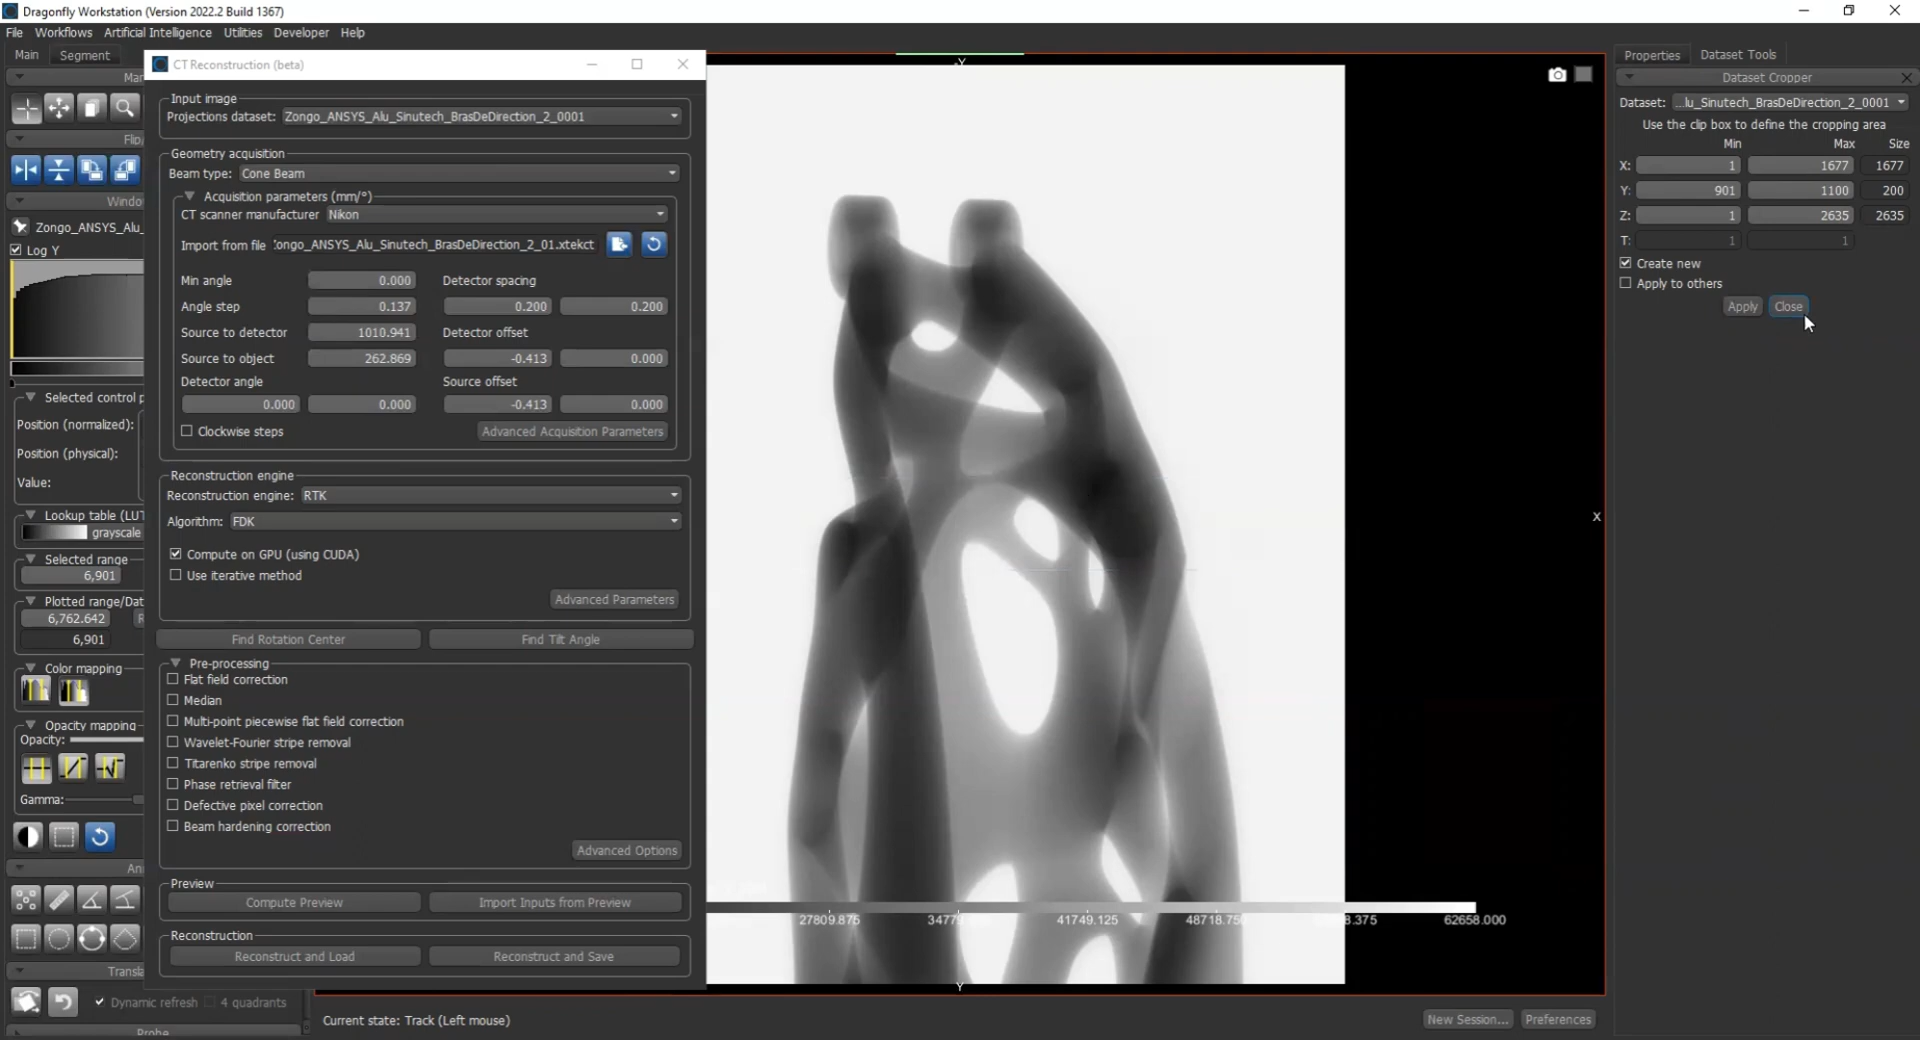 Dragonfly Workstation (Version 2022.2 Build 1367)
File Workflows Artificial Intelligence Utilities Developer Help
Main Segment
CT Reconstruction (beta)
Input image
Projections dataset: Zongo_ANSYS_Alu_Sinutech_BrasDeDirection_2_0001
Geometry acquisition
Beam type: Cone Beam
Acquisition parameters (mm/°)
CT scanner manufacturer Nikon
Import from file :ongo_ANSYS_Alu_Sinutech_BrasDeDirection_2_01.xtekct
Min angle 0.000 Detector spacing
Angle step 0.137 0.200 0.200
Source to detector 1010.941 Detector offset
Source to object 262.869 -0.413 0.000
Detector angle Source offset
0.000 0.000 -0.413 0.000
Clockwise steps Advanced Acquisition Parameters
Reconstruction engine
Reconstruction engine: RTK
Algorithm: FDK
Compute on GPU (using CUDA)
Use iterative method
Advanced Parameters
Find Rotation Center Find Tilt Angle
Pre-processing
Flat field correction
Median
Multi-point piecewise flat field correction
Wavelet-Fourier stripe removal
Titarenko stripe removal
Phase retrieval filter
Defective pixel correction
Beam hardening correction
Advanced Options
Preview
Compute Preview Import Inputs from Preview
Reconstruction
Reconstruct and Load Reconstruct and Save
Zongo_ANSYS_Alu_
Log Y
Selected control p
Position (normalized):
Position (physical):
Value:
Lookup table (LUT
grayscale
Selected range
6,901
Plotted range/Dat
6,762.642
6,901
Color mapping
Opacity mapping
Opacity:
Gamma:
Transla
Dynamic refresh 4 quadrants
Probe
-Y
X
27809.875 41749.125 48718.750 62658.000
Y
Current state: Track (Left mouse)
New Session... Preferences
Properties Dataset Tools
Dataset Cropper
Dataset: ...lu_Sinutech_BrasDeDirection_2_0001
Use the clip box to define the cropping area
Min Max Size
X: 1 1677 1677
Y: 901 1100 200
Z: 1 2635 2635
T: 1 1
Create new
Apply to others
Apply Close